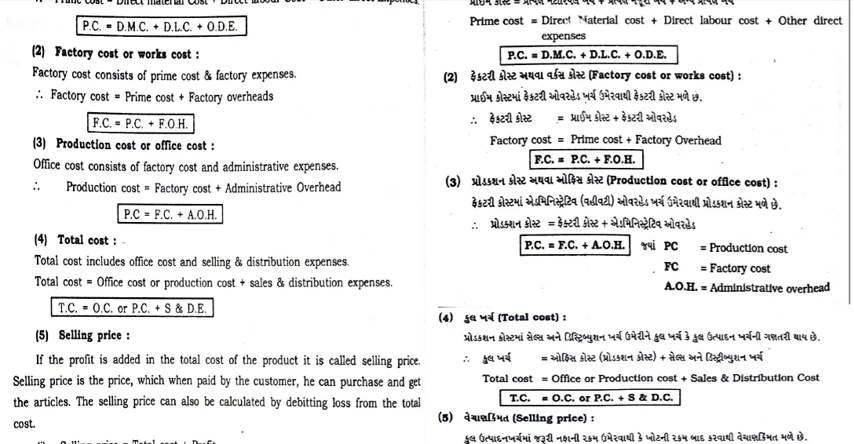 P.C. = D.M.C. + D.L.C. + O.D.E.
(2) Factory cost or works cost :
Factory cost consists of prime cost & factory expenses.
∴ Factory cost = Prime cost + Factory overheads
F.C. = P.C. + F.O.H.
(3) Production cost or office cost :
Office cost consists of factory cost and administrative expenses.
∴ Production cost = Factory cost + Administrative Overhead
P.C = F.C. + A.O.H.
(4) Total cost :
Total cost includes office cost and selling & distribution expenses.
Total cost = Office cost or production cost + sales & distribution expenses.
T.C. = O.C. or P.C. + S & D.E.
(5) Selling price :
If the profit is added in the total cost of the product it is called selling price.
Selling price is the price, which when paid by the customer, he can purchase and get
the articles. The selling price can also be calculated by debitting loss from the total
cost.
Prime cost = Direct Material cost + Direct labour cost + Other direct
expenses
P.C. = D.M.C. + D.L.C. + O.D.E.
(2) ફેક્ટરી કોસ્ટ અથવા વર્કસ કોસ્ટ (Factory cost or works cost) :
પ્રાઈમ કોસ્ટમાં ફેક્ટરી ઓવરહેડ ખર્ચ ઉમેરવાથી ફેક્ટરી કોસ્ટ મળે છે.
∴ ફેક્ટરી કોસ્ટ = પ્રાઈમ કોસ્ટ + ફેક્ટરી ઓવરહેડ
Factory cost = Prime cost + Factory Overhead
F.C. = P.C. + F.O.H.
(3) પ્રોડક્શન કોસ્ટ અથવા ઓફિસ કોસ્ટ (Production cost or office cost) :
ફેક્ટરી કોસ્ટમાં એડમિનિસ્ટ્રેટિવ (વહીવટી) ઓવરહેડ ખર્ચ ઉમેરવાથી પ્રોડક્શન કોસ્ટ મળે છે.
∴ પ્રોડક્શન કોસ્ટ = ફેક્ટરી કોસ્ટ + એડમિનિસ્ટ્રેટિવ ઓવરહેડ
P.C. = F.C. + A.O.H. જ્યાં PC = Production cost
FC = Factory cost
A.O.H. = Administrative overhead
(4) કુલ ખર્ચ (Total cost) :
પ્રોડક્શન કોસ્ટમાં સેલ્સ અને ડિસ્ટ્રિબ્યુશન ખર્ચ ઉમેરીને કુલ ખર્ચ કે કુલ ઉત્પાદન ખર્ચની ગણતરી થાય છે.
∴ કુલ ખર્ચ = ઓફિસ કોસ્ટ (પ્રોડક્શન કોસ્ટ) + સેલ્સ અને ડિસ્ટ્રીબ્યુશન ખર્ચ
Total cost = Office or Production cost + Sales & Distribution Cost
T.C. = O.C. or P.C. + S & D.C.
(5) વેચાણકિંમત (Selling price) :
કુલ ઉત્પાદનખર્ચમાં જરૂરી નફાની રકમ ઉમેરવાથી કે ખોટની રકમ બાદ કરવાથી વેચાણકિંમત મળે છે.